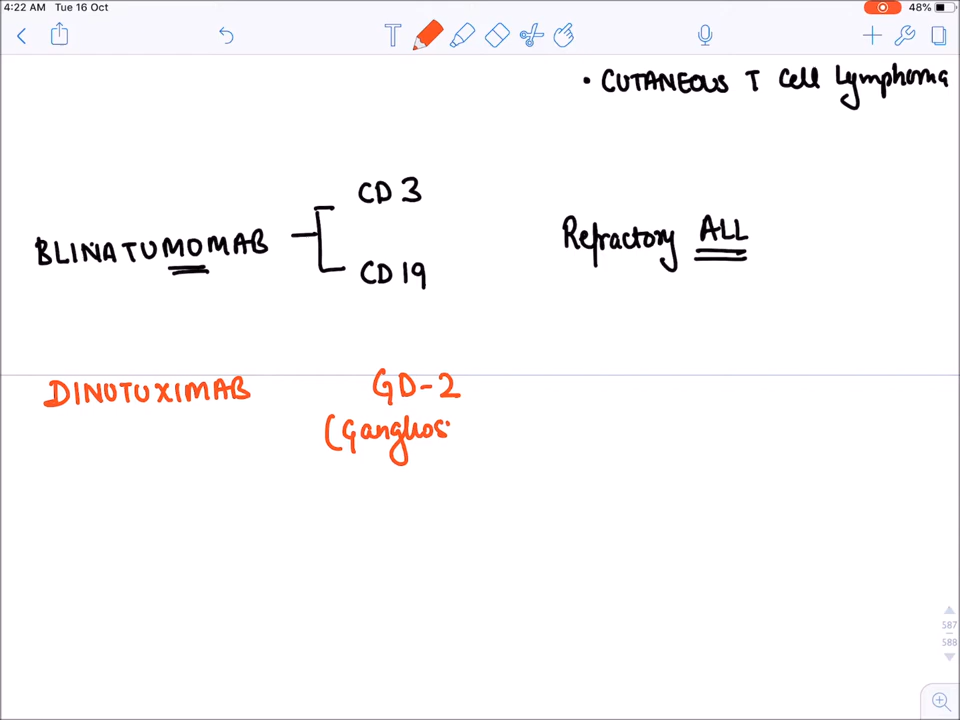 4:22 AM Tue 16 Oct 48%
T
• CUTANEOUS T Cell Lymphoma
CD 3
BLINATUMOMAB
Refractory ALL
CD 19
DINUTUXIMAB GD-2
(Ganglios
587
588